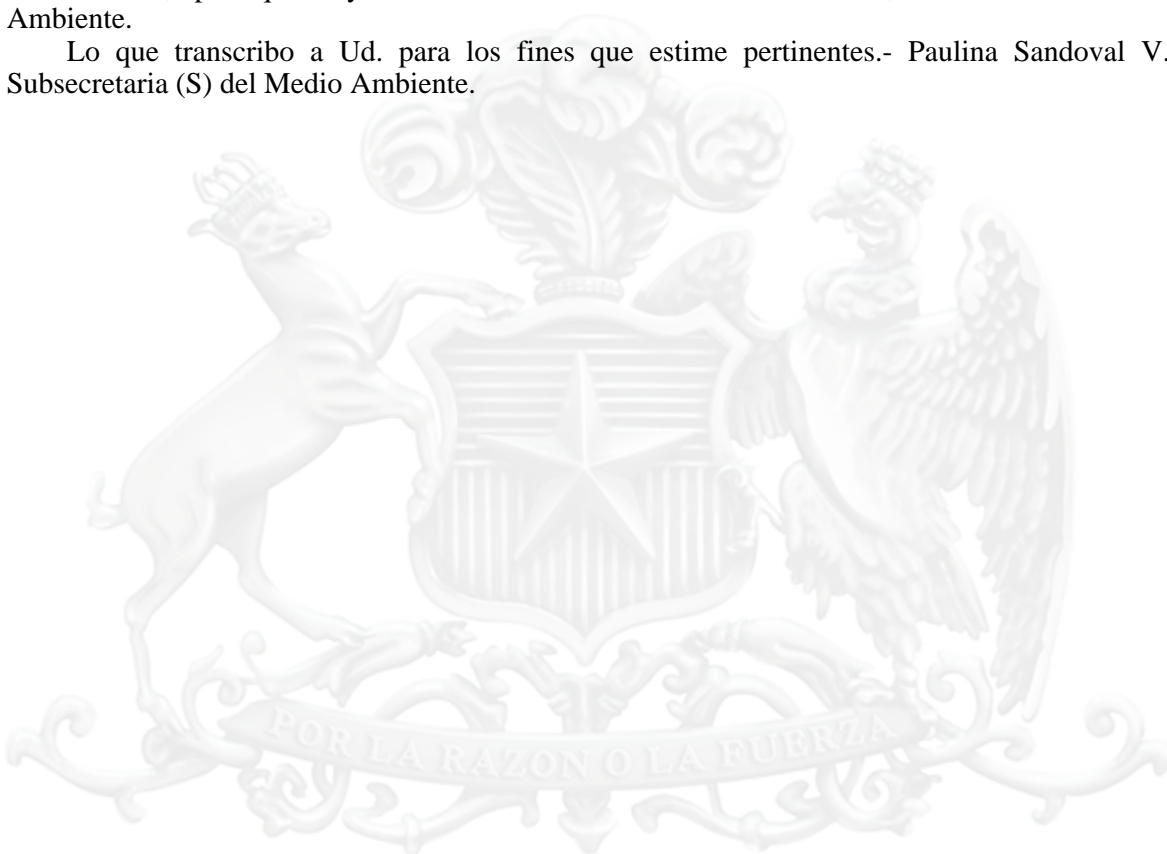 Ambiente.
Lo que transcribo a Ud. para los fines que estime pertinentes.- Paulina Sandoval V.
Subsecretaria (S) del Medio Ambiente.
POR LA RAZON O LA FUERZA